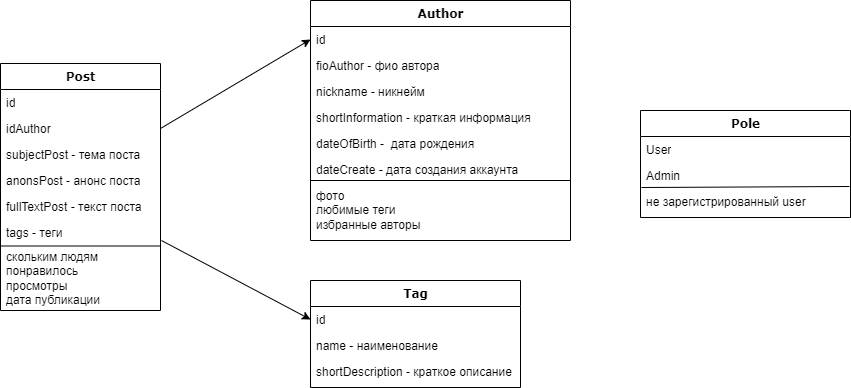 Post
id
idAuthor
subjectPost - тема поста
anonsPost - анонс поста
fullTextPost - текст поста
tags - теги
скольким людям
понравилось
просмотры
дата публикации
Author
id
fioAuthor - фио автора
nickname - никнейм
shortInformation - краткая информация
dateOfBirth - дата рождения
dateCreate - дата создания аккаунта
фото
любимые теги
избранные авторы
Tag
id
name - наименование
shortDescription - краткое описание
Pole
User
Admin
не зарегистрированный user